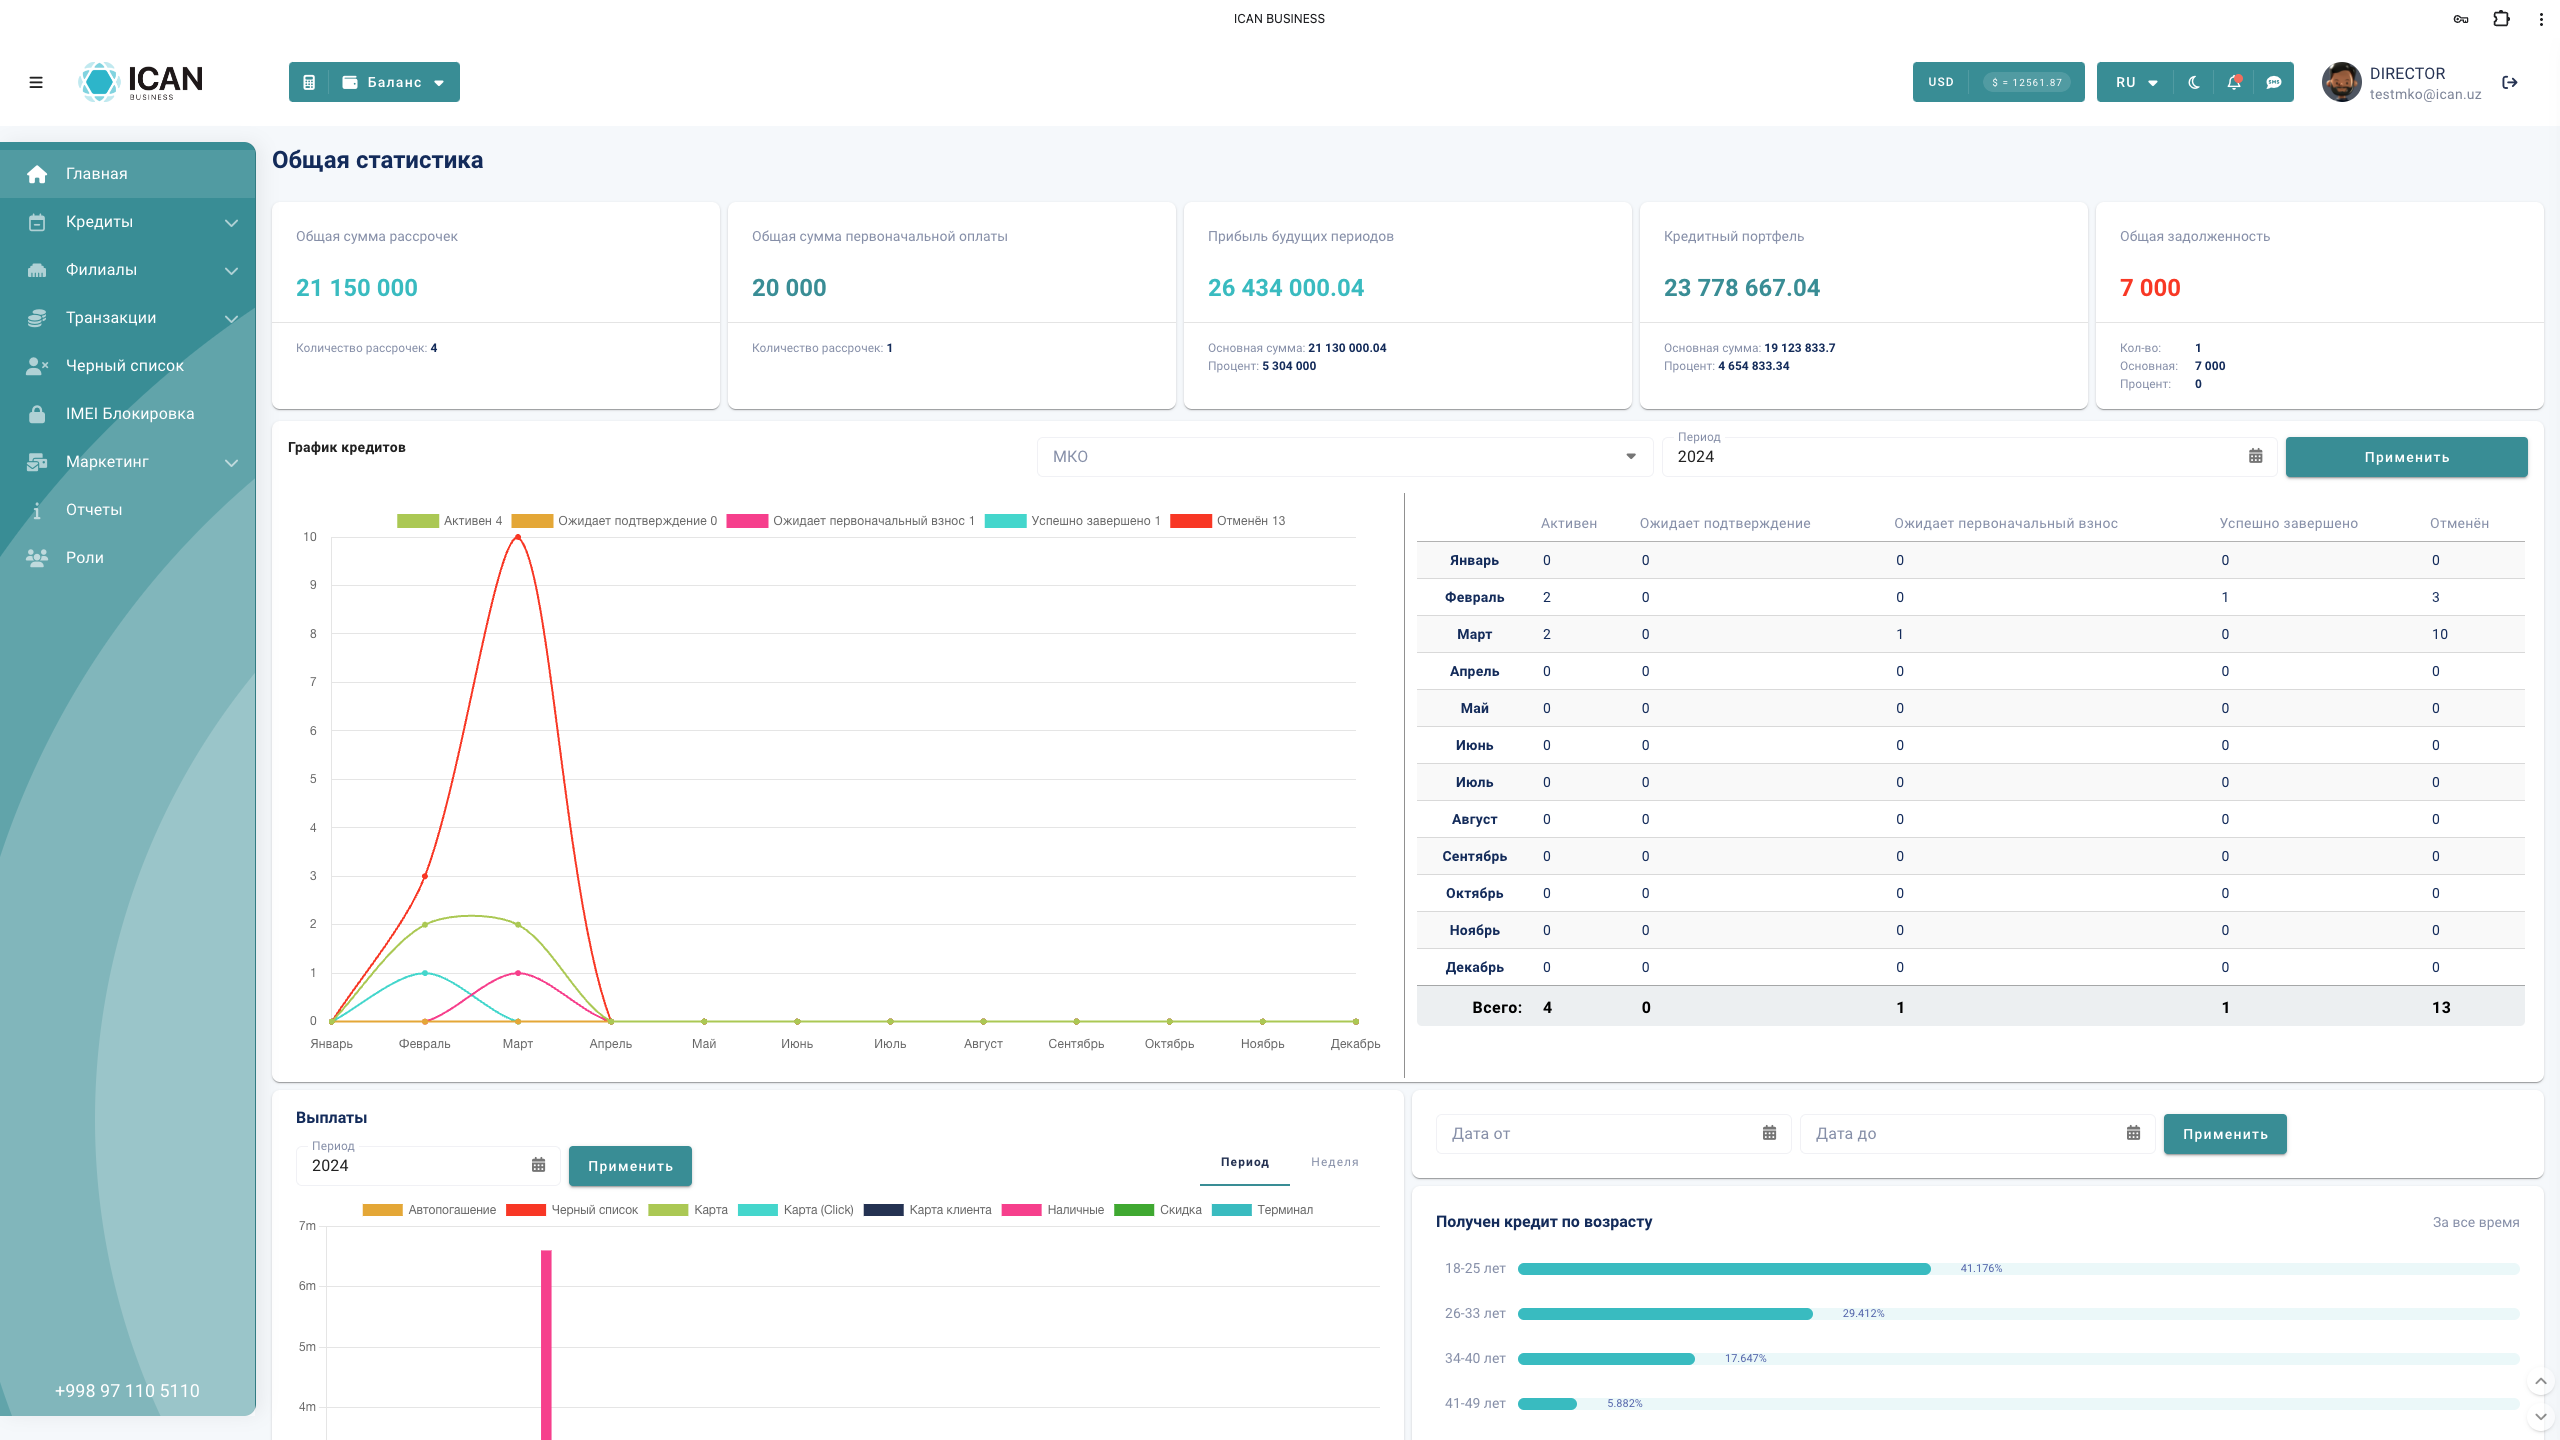 ICAN BUSINESS
ICAN
BUSINESS
Баланс
USD
$ = 12561.87
RU
DIRECTOR
testmko@ican.uz
Главная
Кредиты
Филиалы
Транзакции
Черный список
IMEI Блокировка
Маркетинг
Отчеты
Роли
+998 97 110 5110
Общая статистика
Общая сумма рассрочек
21 150 000
Количество рассрочек: 4
Общая сумма первоначальной оплаты
20 000
Количество рассрочек: 1
Прибыль будущих периодов
26 434 000.04
Основная сумма: 21 130 000.04
Процент: 5 304 000
Кредитный портфель
23 778 667.04
Основная сумма: 19 123 833.7
Процент: 4 654 833.34
Общая задолженность
7 000
Кол-во: 1
Основная: 7 000
Процент: 0
График кредитов
МКО
Период
2024
Применить
Активен 4 Ожидает подтверждение 0 Ожидает первоначальный взнос 1 Успешно завершено 1 Отменён 13
10
9
8
7
6
5
4
3
2
1
0
Январь Февраль Март Апрель Май Июнь Июль Август Сентябрь Октябрь Ноябрь Декабрь
Активен Ожидает подтверждение Ожидает первоначальный взнос Успешно завершено Отменён
Январь 0 0 0 0 0
Февраль 2 0 0 1 3
Март 2 0 1 0 10
Апрель 0 0 0 0 0
Май 0 0 0 0 0
Июнь 0 0 0 0 0
Июль 0 0 0 0 0
Август 0 0 0 0 0
Сентябрь 0 0 0 0 0
Октябрь 0 0 0 0 0
Ноябрь 0 0 0 0 0
Декабрь 0 0 0 0 0
Всего: 4 0 1 1 13
Выплаты
Период
2024
Применить
Период Неделя
Автопогашение Черный список Карта Карта (Click) Карта клиента Наличные Скидка Терминал
7m
6m
5m
4m
Дата от
Дата до
Применить
Получен кредит по возрасту
За все время
18-25 лет 41.176%
26-33 лет 29.412%
34-40 лет 17.647%
41-49 лет 5.882%